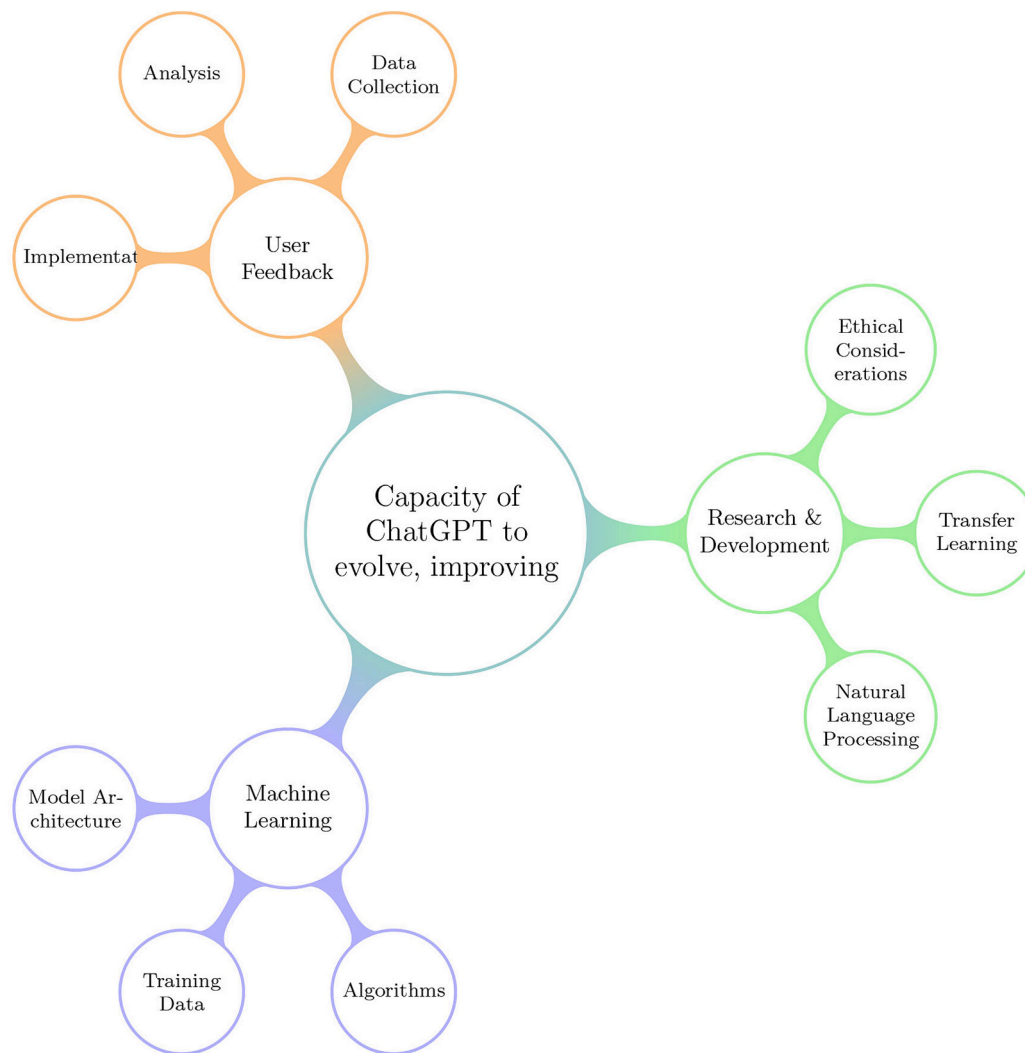 Analysis
Data
Collection
Implementat
User
Feedback
Ethical
Consid-
erations
Capacity of
ChatGPT to
evolve, improving
Research &
Development
Transfer
Learning
Natural
Language
Processing
Model Ar-
chitecture
Machine
Learning
Training
Data
Algorithms